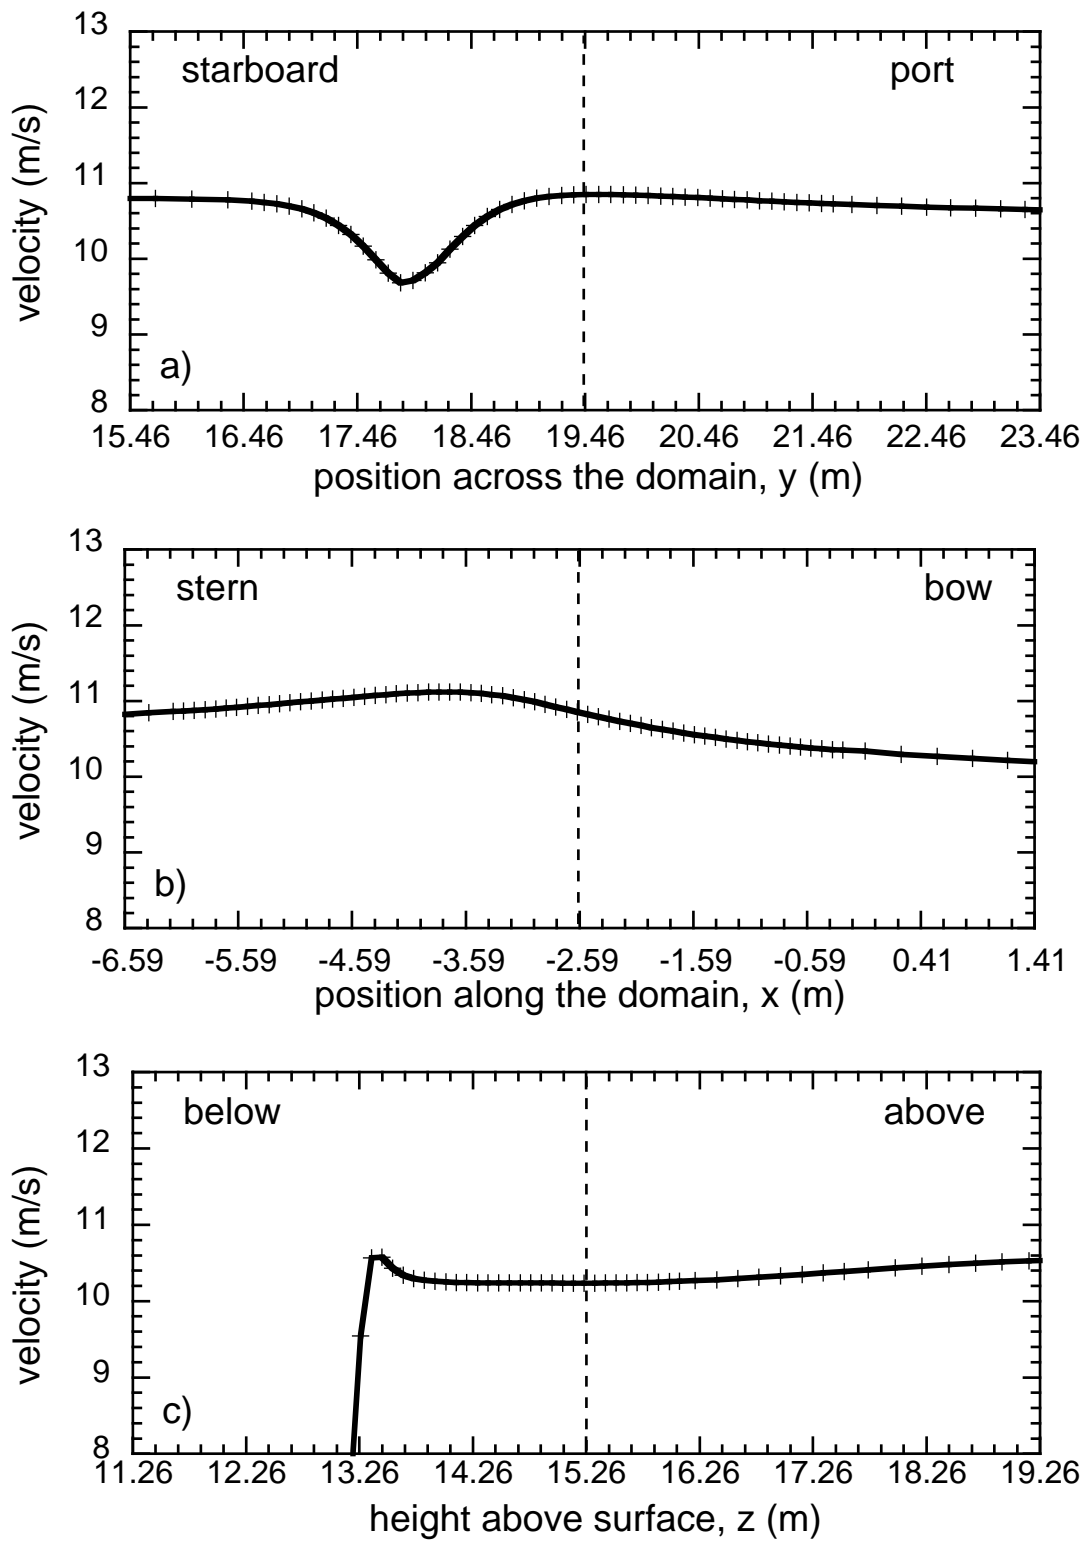 13
starboard
port
12
11
10
9
a)
8
velocity (m/s)
15.46 16.46 17.46 18.46 19.46 20.46 21.46 22.46 23.46
position across the domain, y (m)
13
stern
bow
12
11
10
9
b)
8
velocity (m/s)
-6.59 -5.59 -4.59 -3.59 -2.59 -1.59 -0.59 0.41 1.41
position along the domain, x (m)
13
below
above
12
11
10
9
c)
8
velocity (m/s)
11.26 12.26 13.26 14.26 15.26 16.26 17.26 18.26 19.26
height above surface, z (m)